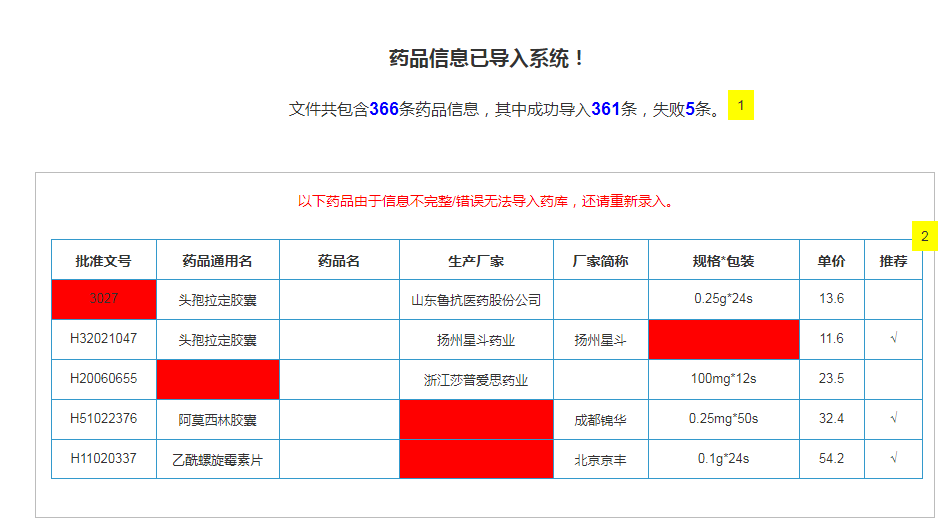 药品信息已导入系统！
文件共包含366条药品信息，其中成功导入361条，失败5条。 1
以下药品由于信息不完整/错误无法导入药库，还请重新录入。
2
批准文号 药品通用名 药品名 生产厂家 厂家简称 规格*包装 单价 推荐
3027 头孢拉定胶囊 山东鲁抗医药股份公司 0.25g*24s 13.6
H32021047 头孢拉定胶囊 扬州星斗药业 扬州星斗 11.6 √
H20060655 浙江莎普爱思药业 100mg*12s 23.5
H51022376 阿莫西林胶囊 成都锦华 0.25mg*50s 32.4 √
H11020337 乙酰螺旋霉素片 北京京丰 0.1g*24s 54.2 √